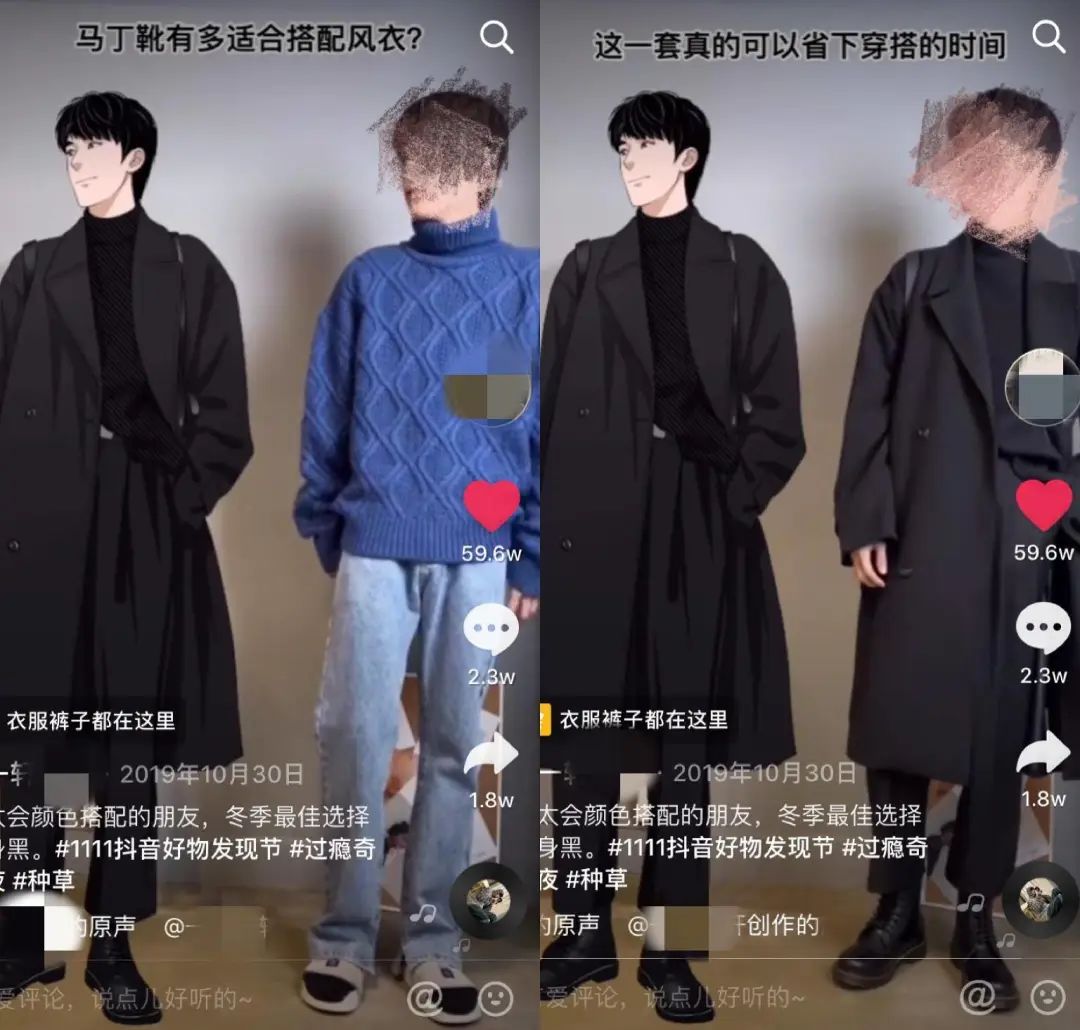 马丁靴有多适合搭配风衣?
59.6w
2.3w
衣服裤子都在这里
1.8w
2019年10月30日
太会颜色搭配的朋友，冬季最佳选择
身黑。#1111抖音好物发现节 #过瘾奇
夜 #种草
的原声 @一
爱评论，说点儿好听的~
这一套真的可以省下穿搭的时间
59.6w
2.3w
衣服裤子都在这里
1.8w
2019年10月30日
太会颜色搭配的朋友，冬季最佳选择
身黑。#1111抖音好物发现节 #过瘾奇
夜 #种草
的原声 @一 创作的
爱评论，说点儿好听的~